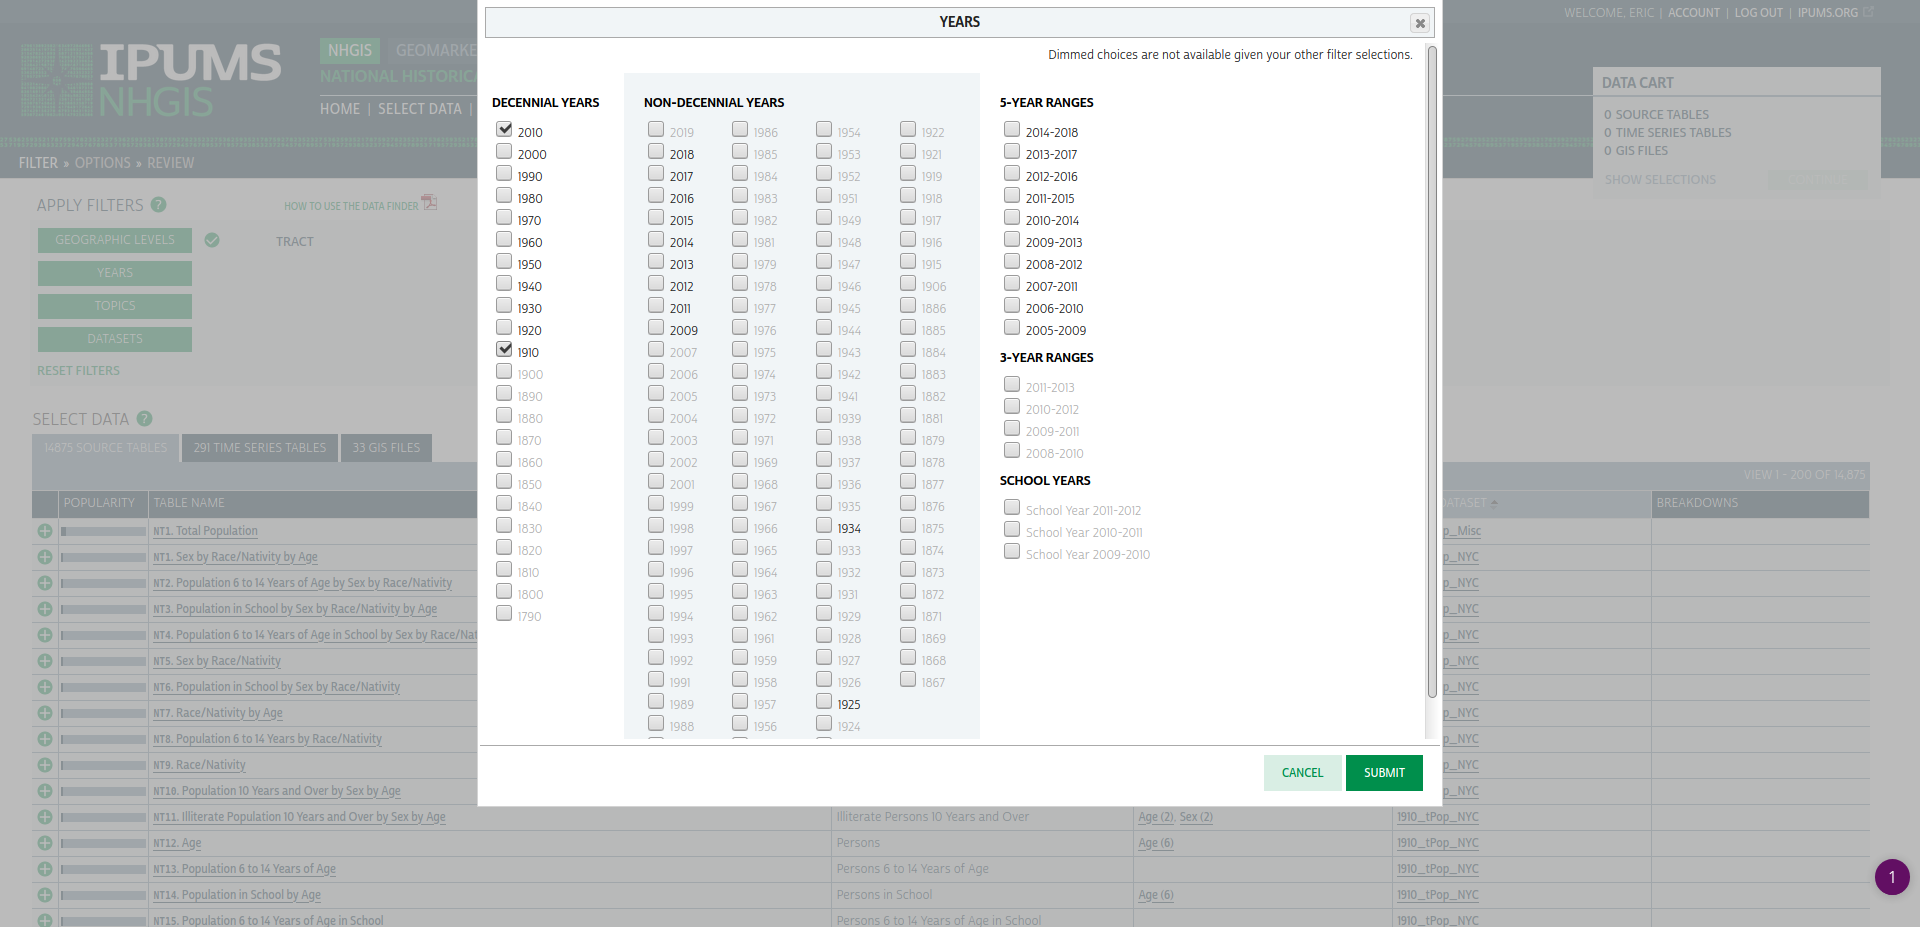 YEARS
WELCOME, ERIC | ACCOUNT | LOG OUT | IPUMS.ORG
IPUMS
NHGIS
NHGIS GEOMARKE
NATIONAL HISTORICA
HOME | SELECT DATA |
DATA CART
0 SOURCE TABLES
0 TIME SERIES TABLES
0 GIS FILES
SHOW SELECTIONS
FILTER » OPTIONS » REVIEW
APPLY FILTERS ?
HOW TO USE THE DATA FINDER
GEOGRAPHIC LEVELS TRACT
YEARS
TOPICS
DATASETS
RESET FILTERS
SELECT DATA ?
14875 SOURCE TABLES 291 TIME SERIES TABLES 33 GIS FILES
VIEW 1 - 200 OF 14,875
POPULARITY TABLE NAME
DATASET BREAKDOWNS
Dimmed choices are not available given your other filter selections.
DECENNIAL YEARS
2010
2000
1990
1980
1970
1960
1950
1940
1930
1920
1910
1900
1890
1880
1870
1860
1850
1840
1830
1820
1810
1800
1790
NON-DECENNIAL YEARS
2019 1986 1954 1922
2018 1985 1953 1921
2017 1984 1952 1919
2016 1983 1951 1918
2015 1982 1949 1917
2014 1981 1948 1916
2013 1979 1947 1915
2012 1978 1946 1906
2011 1977 1945 1886
2009 1976 1944 1885
2007 1975 1943 1884
2006 1974 1942 1883
2005 1973 1941 1882
2004 1972 1939 1881
2003 1971 1938 1879
2002 1969 1937 1878
2001 1968 1936 1877
1999 1967 1935 1876
1998 1966 1934 1875
1997 1965 1933 1874
1996 1964 1932 1873
1995 1963 1931 1872
1994 1962 1929 1871
1993 1961 1928 1869
1992 1959 1927 1868
1991 1958 1926 1867
1989 1957 1925
1988 1956 1924
5-YEAR RANGES
2014-2018
2013-2017
2012-2016
2011-2015
2010-2014
2009-2013
2008-2012
2007-2011
2006-2010
2005-2009
3-YEAR RANGES
2011-2013
2010-2012
2009-2011
2008-2010
SCHOOL YEARS
School Year 2011-2012
School Year 2010-2011
School Year 2009-2010
CANCEL SUBMIT
NT1. Total Population p_Misc
NT1. Sex by Race/Nativity by Age p_NYC
NT2. Population 6 to 14 Years of Age by Sex by Race/Nativity p_NYC
NT3. Population in School by Sex by Race/Nativity by Age p_NYC
NT4. Population 6 to 14 Years of Age in School by Sex by Race/Nat p_NYC
NT5. Sex by Race/Nativity p_NYC
NT6. Population in School by Sex by Race/Nativity p_NYC
NT7. Race/Nativity by Age p_NYC
NT8. Population 6 to 14 Years by Race/Nativity p_NYC
NT9. Race/Nativity p_NYC
NT10. Population 10 Years and Over by Sex by Age p_NYC
NT11. Illiterate Population 10 Years and Over by Sex by Age Illiterate Persons 10 Years and Over Age (2), Sex (2) 1910_tPop_NYC
NT12. Age Persons Age (6) 1910_tPop_NYC
NT13. Population 6 to 14 Years of Age Persons 6 to 14 Years of Age 1910_tPop_NYC
NT14. Population in School by Age Persons in School Age (6) 1910_tPop_NYC
NT15. Population 6 to 14 Years of Age in School Persons 6 to 14 Years of Age in School 1910_tPop_NYC
1